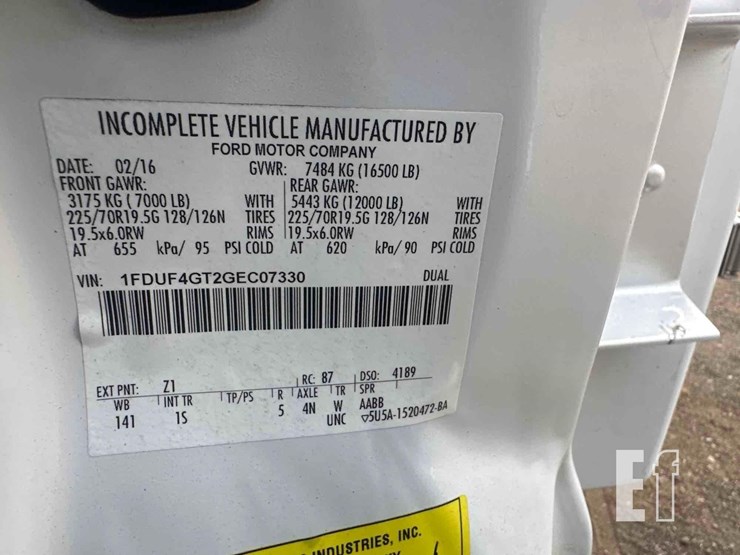 INCOMPLETE VEHICLE MANUFACTURED BY
FORD MOTOR COMPANY
DATE: 02/16 GVWR: 7484 KG (16500 LB)
FRONT GAWR: REAR GAWR:
3175 KG ( 7000 LB) WITH 5443 KG (12000 LB) WITH
225/70R19.5G 128/126N TIRES 225/70R19.5G 128/126N TIRES
19.5x6.0RW RIMS 19.5x6.0RW RIMS
AT 655 kPa/ 95 PSI COLD AT 620 kPa/ 90 PSI COLD
VIN: 1FDUF4GT2GEC07330 DUAL
EXT PNT: Z1 RC: 87 DSO: 4189
WB INT TR TP/PS R AXLE TR SPR
141 1S 5 4N W AABB
UNC ▽5U5A-1520472-BA
INDUSTRIES, INC.
Ef